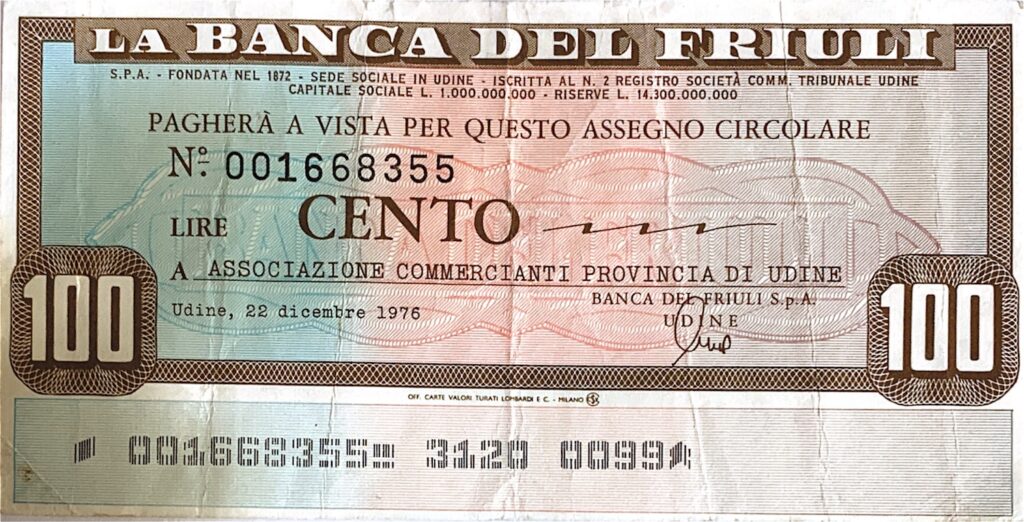 LA BANCA DEL FRIULI
S.P.A. - FONDATA NEL 1872 - SEDE SOCIALE IN UDINE - ISCRITTA AL N. 2 REGISTRO SOCIETÀ COMM. TRIBUNALE UDINE
CAPITALE SOCIALE L. 1.000.000.000 - RISERVE L. 14.300.000.000
PAGHERÀ A VISTA PER QUESTO ASSEGNO CIRCOLARE
Nº. 001668355
LIRE CENTO
A ASSOCIAZIONE COMMERCIANTI PROVINCIA DI UDINE
BANCA DEL FRIULI S.p.A.
Udine, 22 dicembre 1976
UDINE
100
100
OFF. CARTE VALORI TURATI LOMBARDI E C. - MILANO
001668355 3120 0099